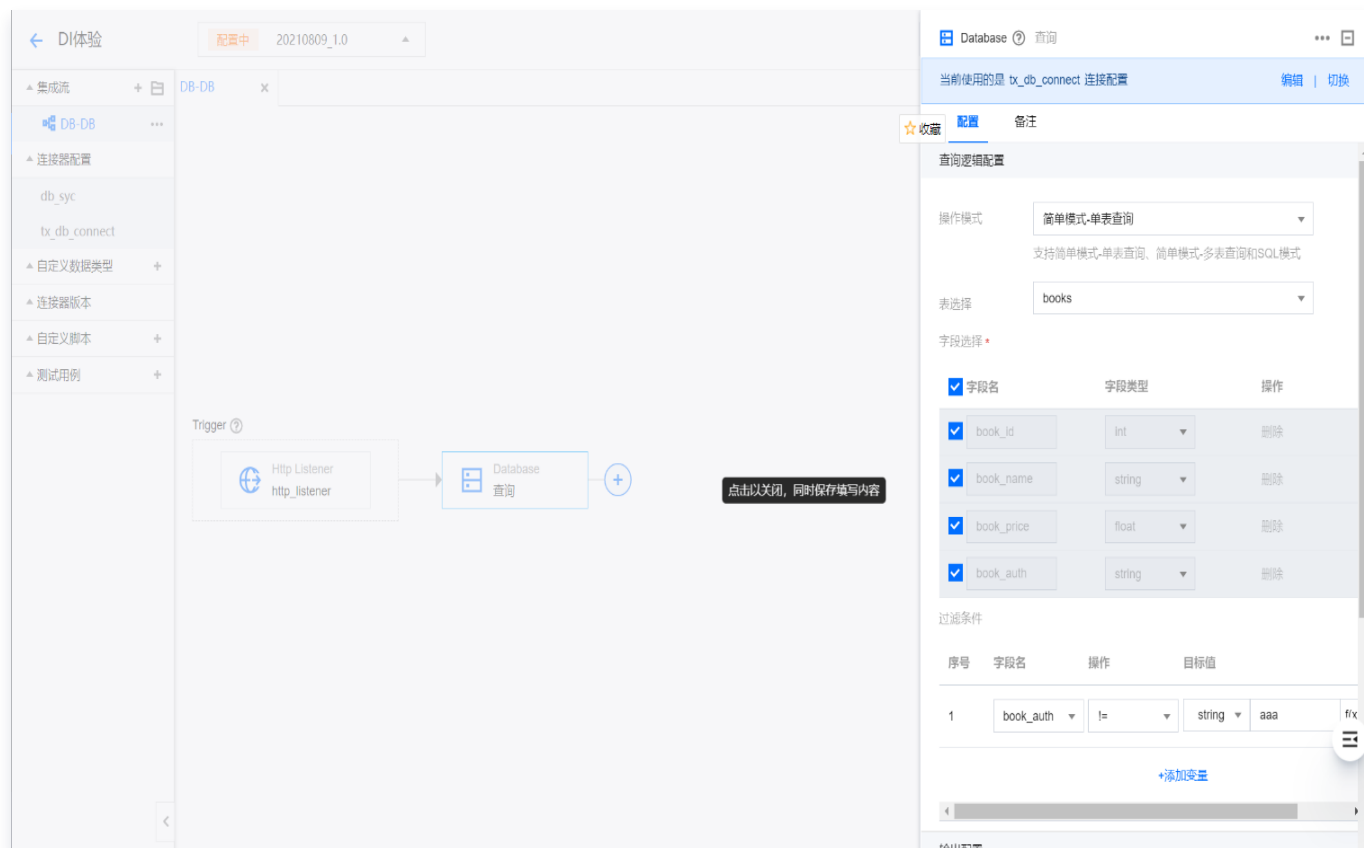 DI体验
配置中 20210809_1.0
集成流
DB-DB
连接器配置
db_syc
tx_db_connect
自定义数据类型
连接器版本
自定义脚本
测试用例
DB-DB x
Trigger ?
Http Listener
http_listener
Database
查询
点击以关闭，同时保存填写内容
Database ? 查询
当前使用的是 tx_db_connect 连接配置 编辑 | 切换
收藏
配置 备注
查询逻辑配置
操作模式 简单模式-单表查询
支持简单模式-单表查询、简单模式-多表查询和SQL模式
表选择 books
字段选择 *
字段名 字段类型 操作
book_id int 删除
book_name string 删除
book_price float 删除
book_auth string 删除
过滤条件
序号 字段名 操作 目标值
1 book_auth != string aaa f/x
+添加变量
输出配置